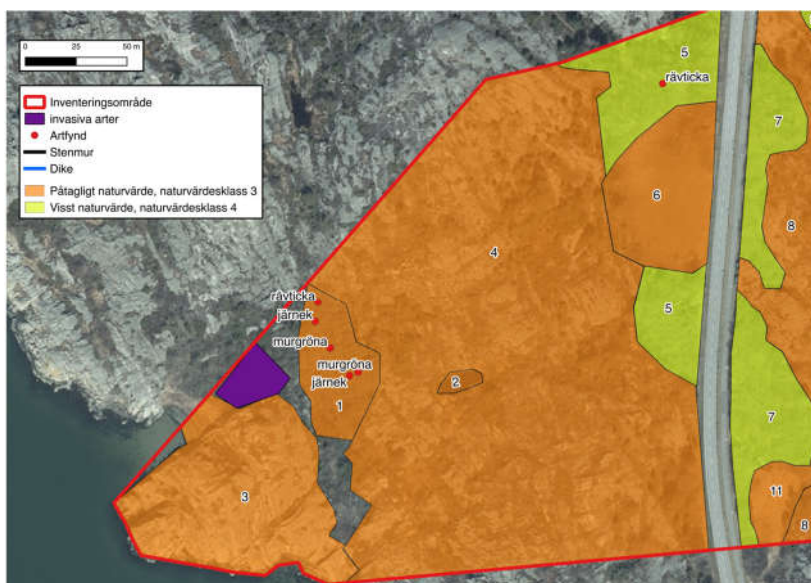 0 25 50 m
Inventeringsområde
invasiva arter
Artfynd
Stenmur
Dike
Påtagligt naturvärde, naturvärdesklass 3
Visst naturvärde, naturvärdesklass 4
5
rävticka
7
6
8
4
5
rävticka
järnek
murgröna
murgröna
järnek
2
1
7
3
11
8